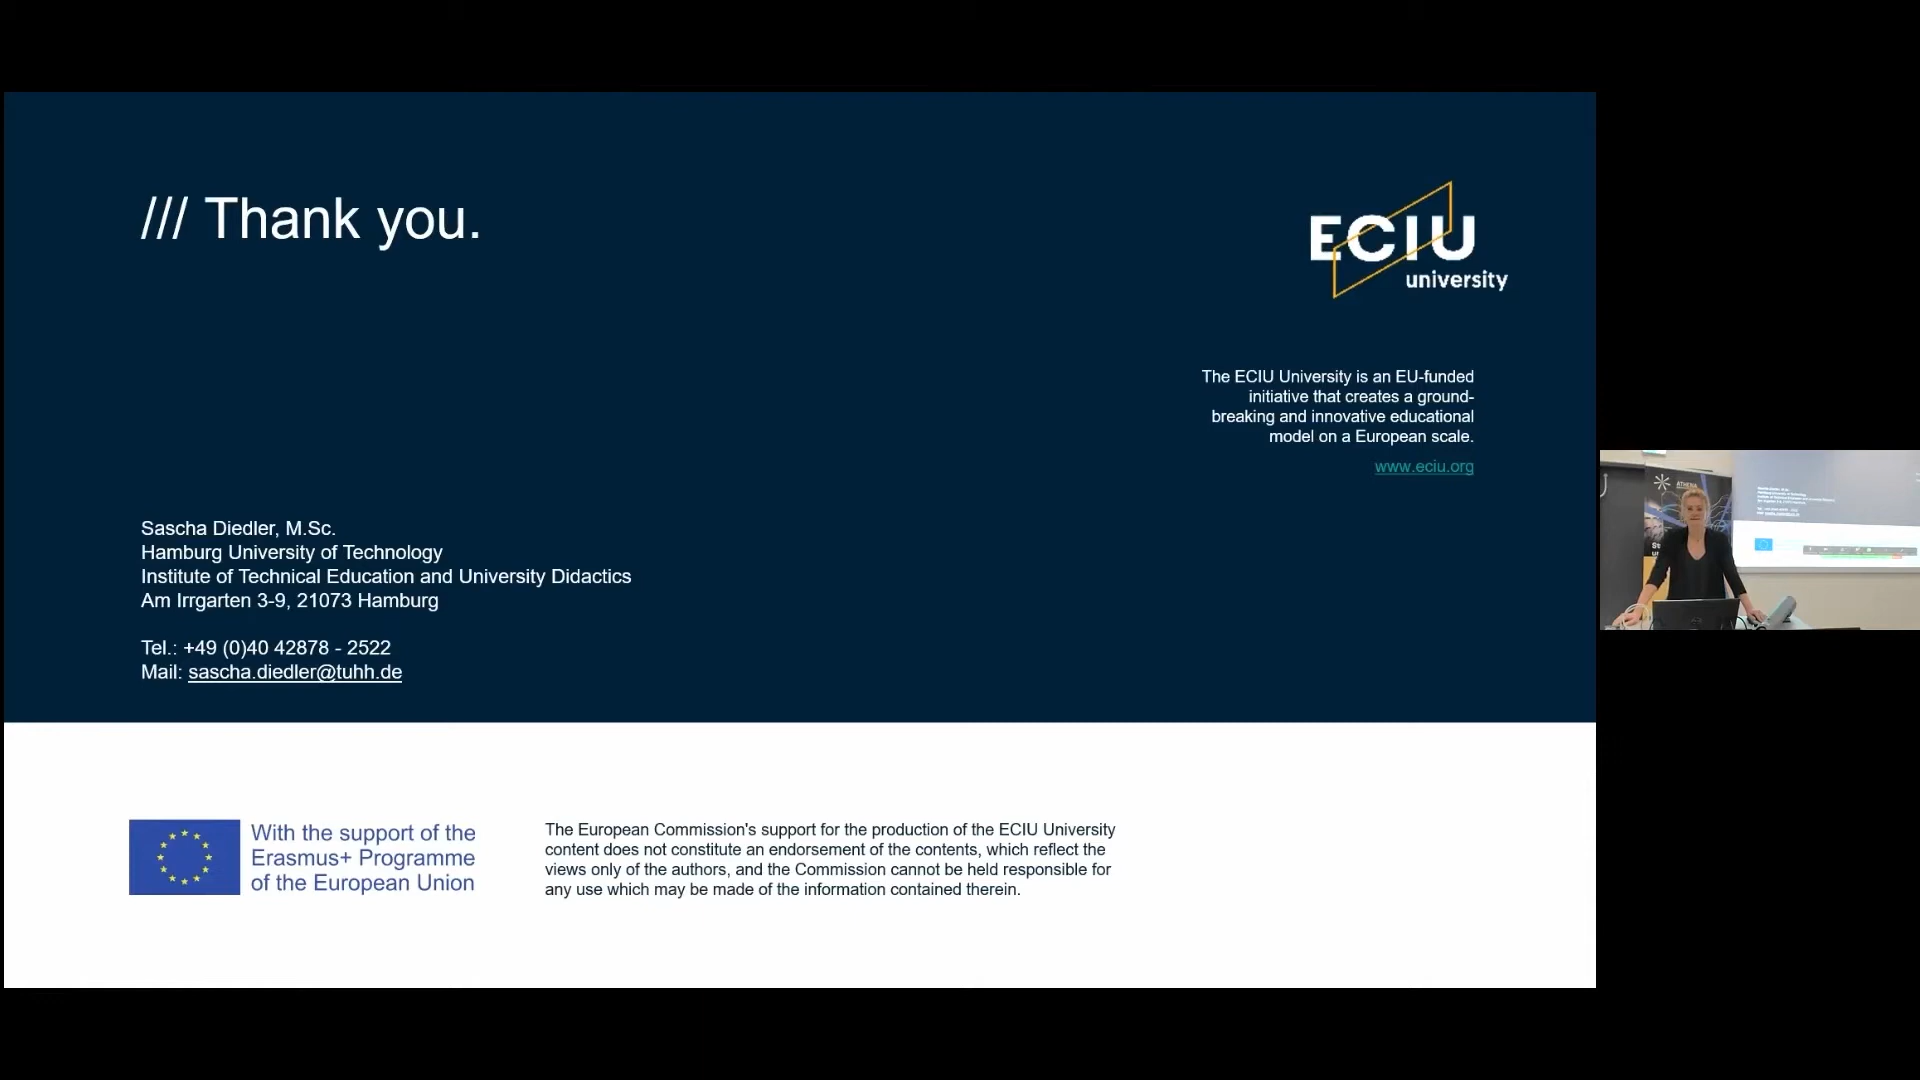 /// Thank you.
ECIU
university
The ECIU University is an EU-funded
initiative that creates a ground-
breaking and innovative educational
model on a European scale.
www.eciu.org
Sascha Diedler, M.Sc.
Hamburg University of Technology
Institute of Technical Education and University Didactics
Am Irrgarten 3-9, 21073 Hamburg
Tel.: +49 (0)40 42878 - 2522
Mail: sascha.diedler@tuhh.de
With the support of the
Erasmus+ Programme
of the European Union
The European Commission's support for the production of the ECIU University
content does not constitute an endorsement of the contents, which reflect the
views only of the authors, and the Commission cannot be held responsible for
any use which may be made of the information contained therein.
ATHENA